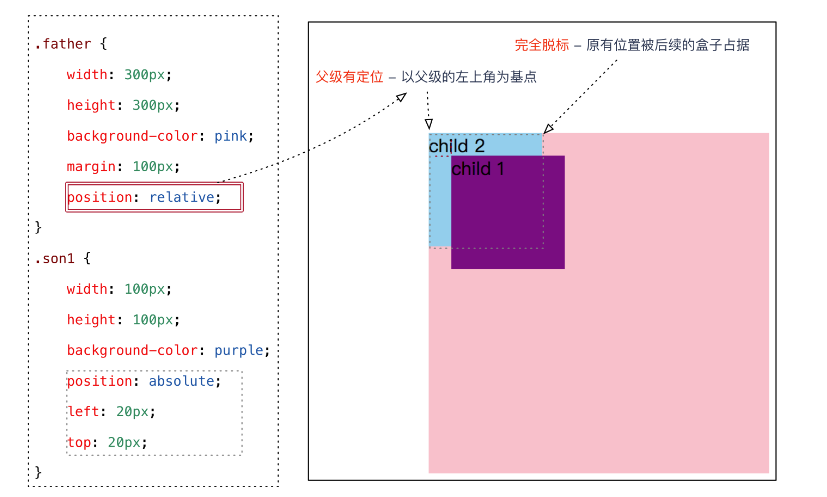 .father {
width: 300px;
height: 300px;
background-color: pink;
margin: 100px;
position: relative;
}
.son1 {
width: 100px;
height: 100px;
background-color: purple;
position: absolute;
left: 20px;
top: 20px;
}
完全脱标 – 原有位置被后续的盒子占据
父级有定位 – 以父级的左上角为基点
child 2
child 1